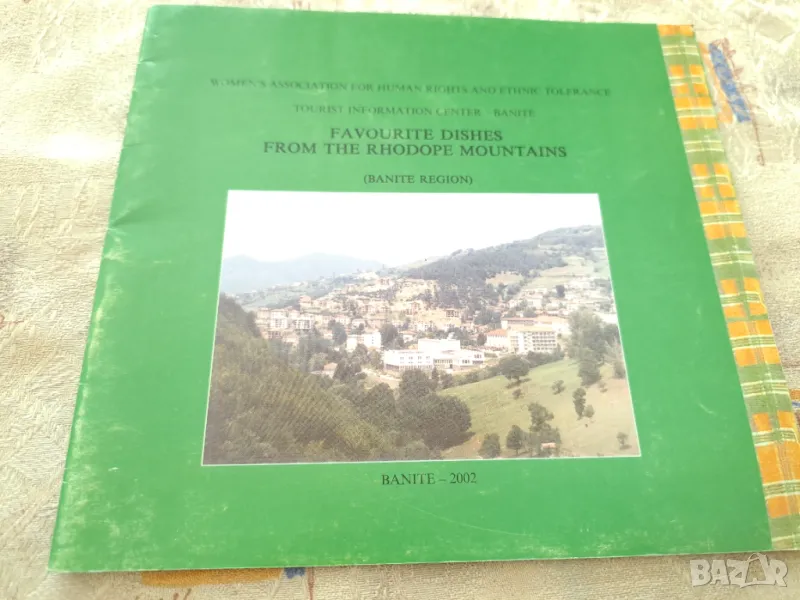 WOMEN'S ASSOCIATION FOR HUMAN RIGHTS AND ETHNIC TOLERANCE
TOURIST INFORMATION CENTER - BANITE
FAVOURITE DISHES
FROM THE RHODOPE MOUNTAINS
(BANITE REGION)
BANITE – 2002
BAZAR